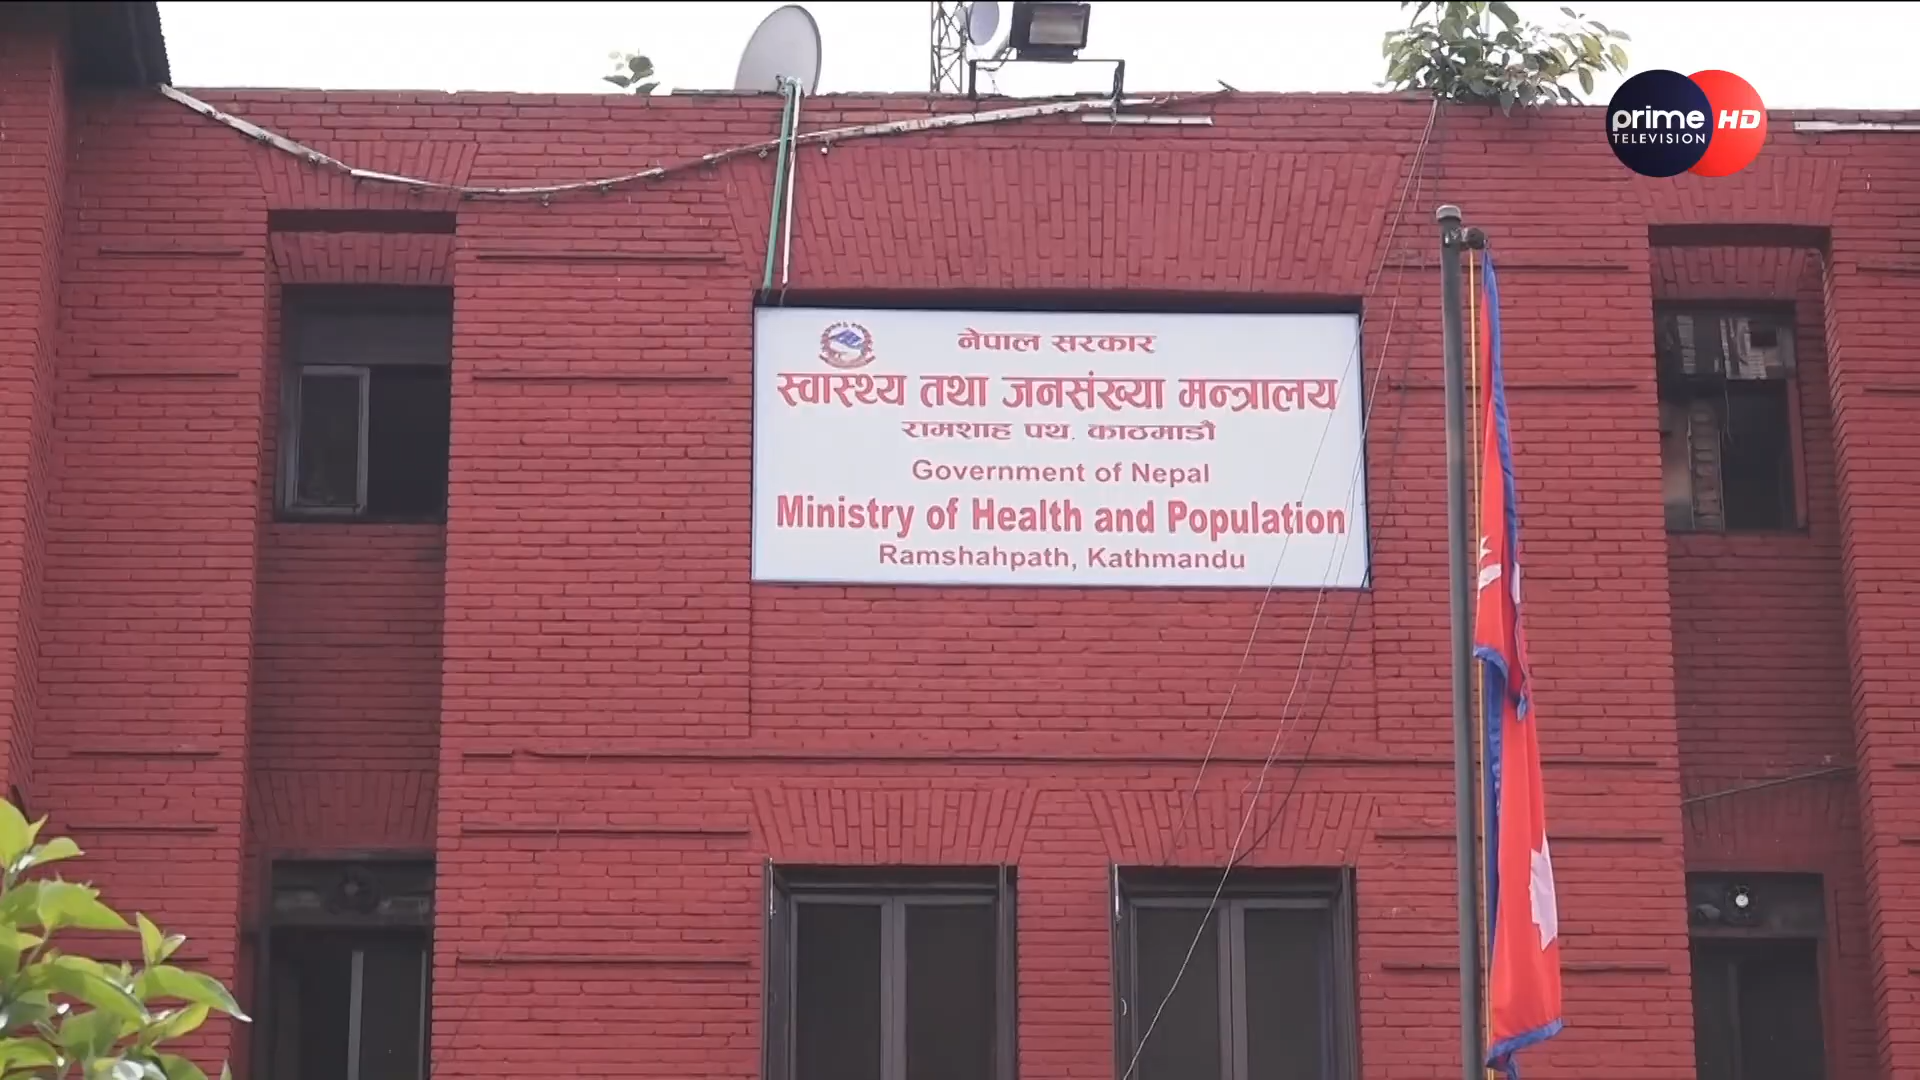 prime HD
TELEVISION
नेपाल सरकार
स्वास्थ्य तथा जनसंख्या मन्त्रालय
रामशाह पथ, काठमाडौं
Government of Nepal
Ministry of Health and Population
Ramshahpath, Kathmandu